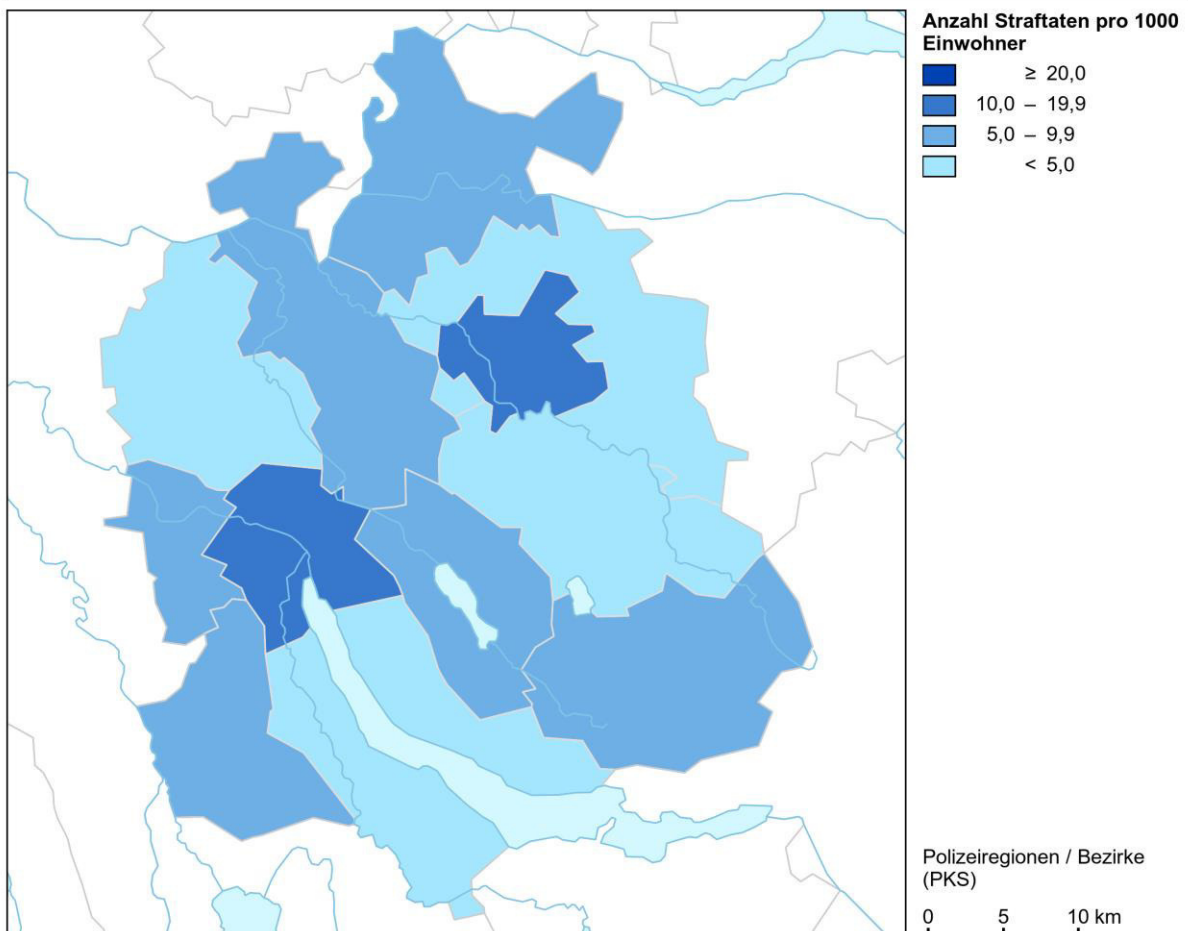 Anzahl Straftaten pro 1000
Einwohner
≥ 20,0
10,0 – 19,9
5,0 – 9,9
< 5,0
Polizeiregionen / Bezirke
(PKS)
0 5 10 km